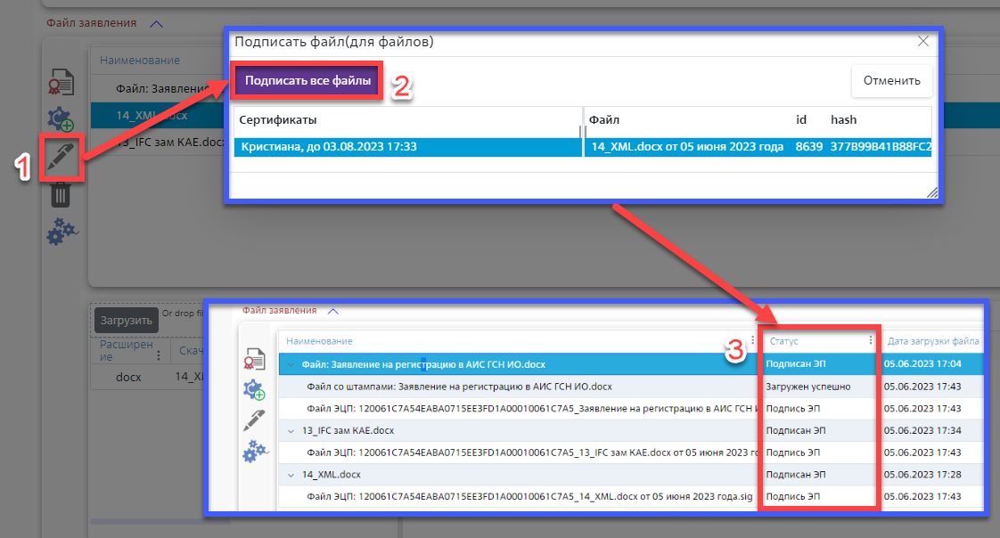 Файл заявления
Наименование
Файл: Заявление
14_XML.docx
13_IFC зам КАЕ.docx
1
Подписать файл(для файлов)
Подписать все файлы
2
Отменить
Сертификаты Файл id hash
Кристиана, до 03.08.2023 17:33 14_XML.docx от 05 июня 2023 года 8639 377B99B41B88FC2
Загрузить
Or drop fil
Расширен
ие
Скач
docx 14_XM
Файл заявления
Наименование 3 Статус Дата загрузки файла
Файл: Заявление на регистрацию в АИС ГСН ИО.docx Подписан ЭП 05.06.2023 17:04
Файл со штампами: Заявление на регистрацию в АИС ГСН ИО.docx Загружен успешно 05.06.2023 17:43
Файл ЭЦП: 120061C7A54EABA0715EE3FD1A00010061C7A5_Заявление на регистрацию в АИС ГСН И Подпись ЭП 05.06.2023 17:43
13_IFC зам КАЕ.docx Подписан ЭП 05.06.2023 17:34
Файл ЭЦП: 120061C7A54EABA0715EE3FD1A00010061C7A5_13_IFC зам КАЕ.docx от 05 июня 2023 го Подпись ЭП 05.06.2023 17:43
14_XML.docx Подписан ЭП 05.06.2023 17:28
Файл ЭЦП: 120061C7A54EABA0715EE3FD1A00010061C7A5_14_XML.docx от 05 июня 2023 года.sig Подпись ЭП 05.06.2023 17:43